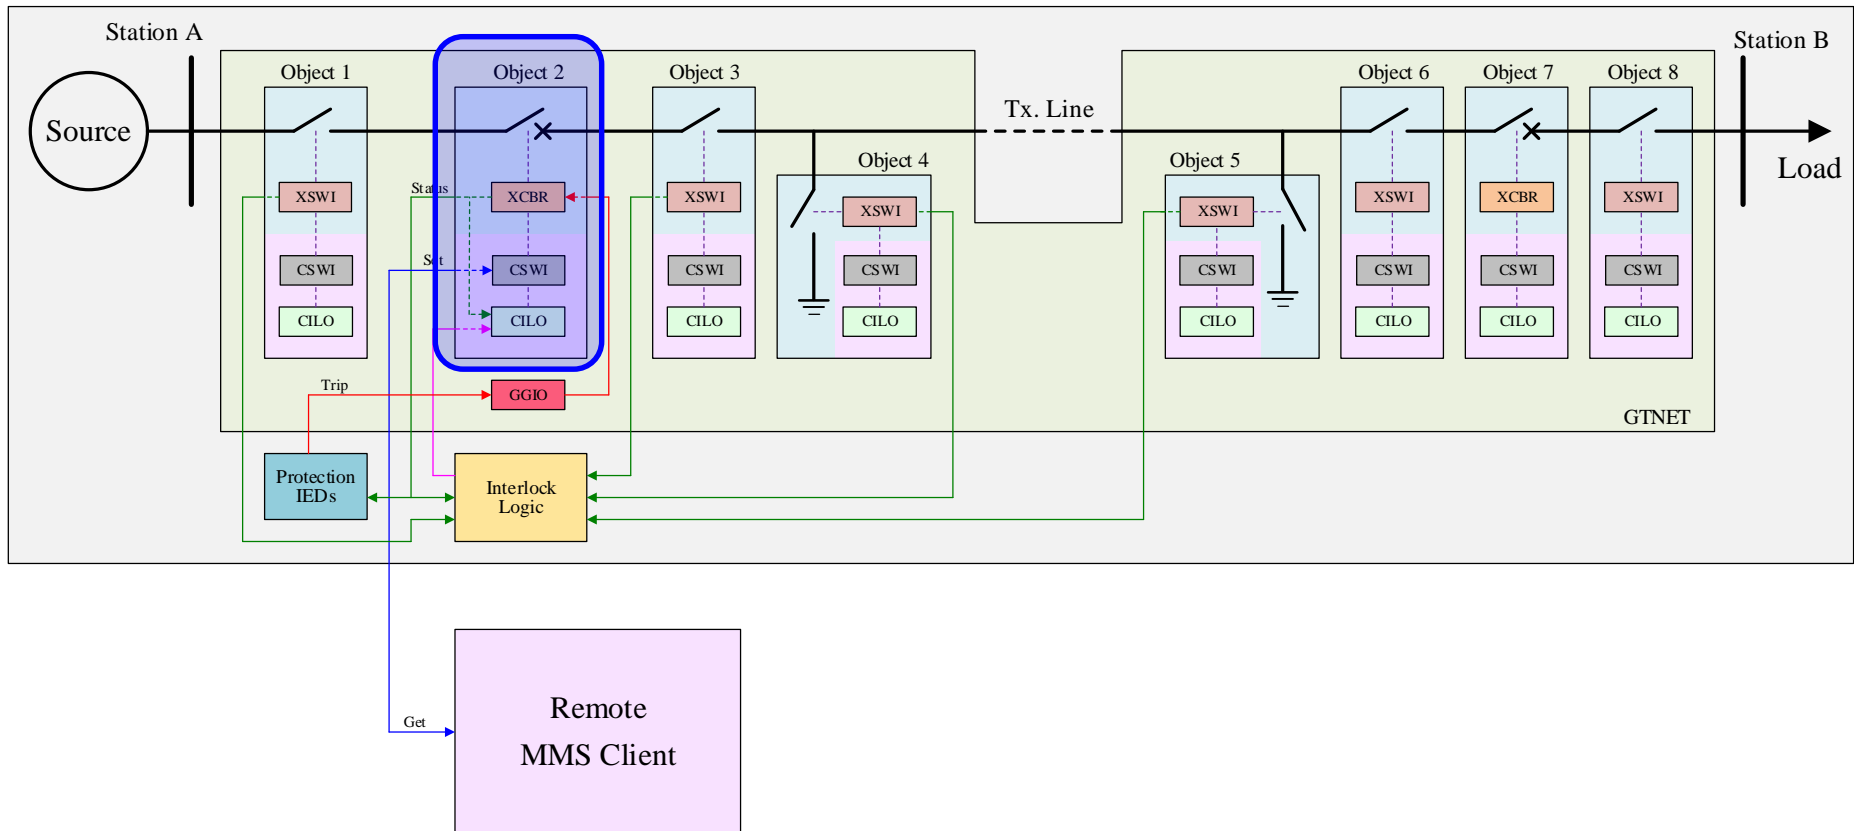 Station A
Station B
Object 1
Object 2
Object 3
Object 6
Object 7
Object 8
Source
Tx. Line
Load
Object 4
Object 5
Status
XSWI
XCBR
XSWI
XSWI
XSWI
XSWI
XCBR
XSWI
Set
CSWI
CSWI
CSWI
CSWI
CSWI
CSWI
CSWI
CSWI
CILO
CILO
CILO
CILO
CILO
CILO
CILO
CILO
Trip
GGIO
GTNET
Protection
IEDs
Interlock
Logic
Get
Remote
MMS Client